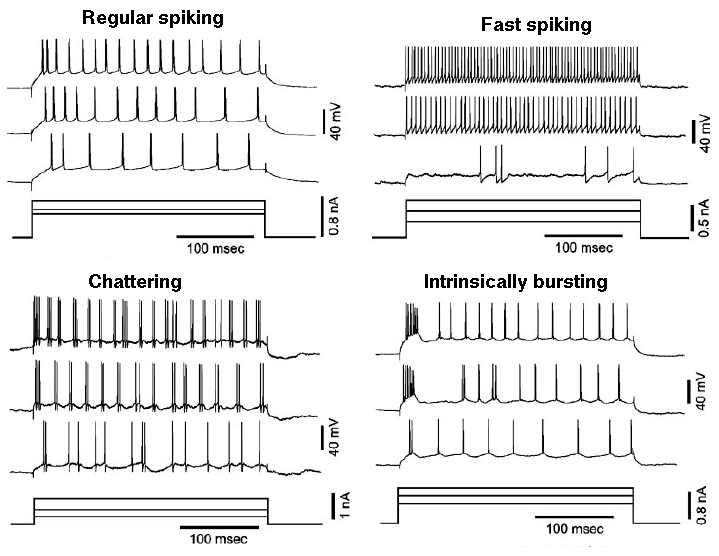 Regular spiking
40 mV
0.8 nA
100 msec
Fast spiking
40 mV
0.5 nA
100 msec
Chattering
40 mV
1 nA
100 msec
Intrinsically bursting
40 mV
0.8 nA
100 msec